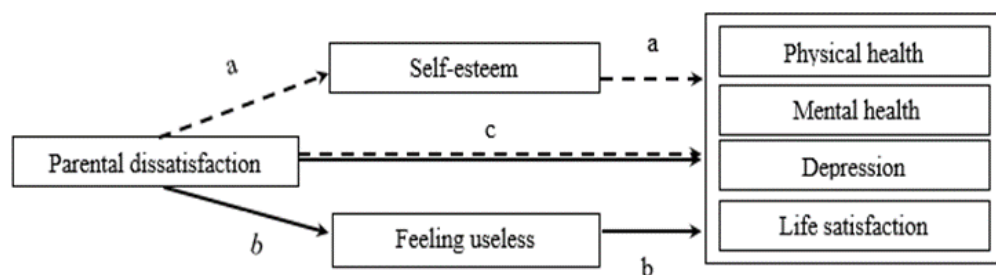 a
Self-esteem
a
Physical health
Mental health
Parental dissatisfaction
c
Depression
b
Feeling useless
b
Life satisfaction